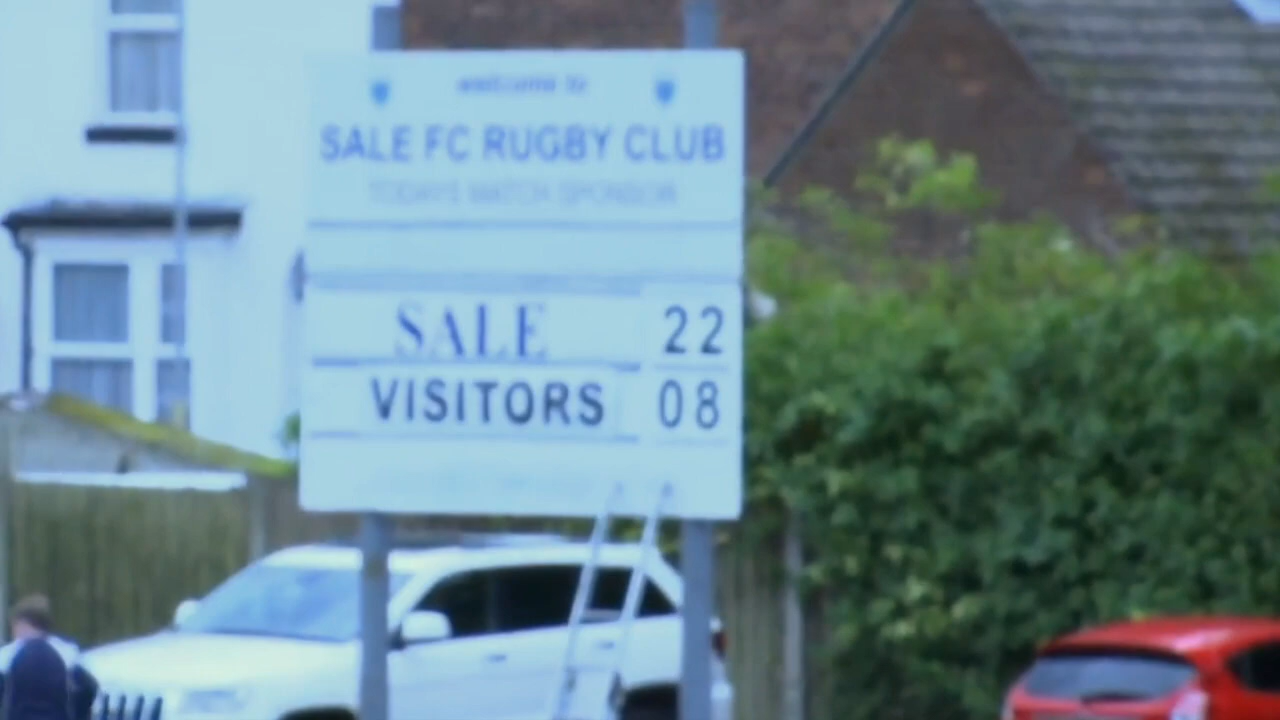 welcome to
SALE FC RUGBY CLUB
TODAYS MATCH SPONSOR
SALE 22
VISITORS 08